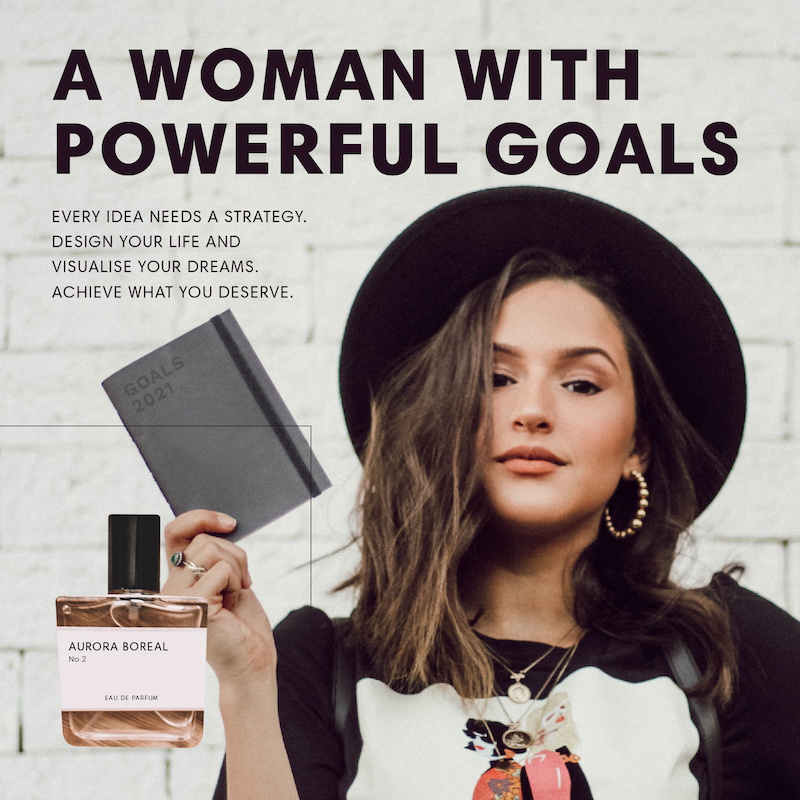 A WOMAN WITH
POWERFUL GOALS
EVERY IDEA NEEDS A STRATEGY.
DESIGN YOUR LIFE AND
VISUALISE YOUR DREAMS.
ACHIEVE WHAT YOU DESERVE.
GOALS
2021
AURORA BOREAL
No.2
EAU DE PARFUM